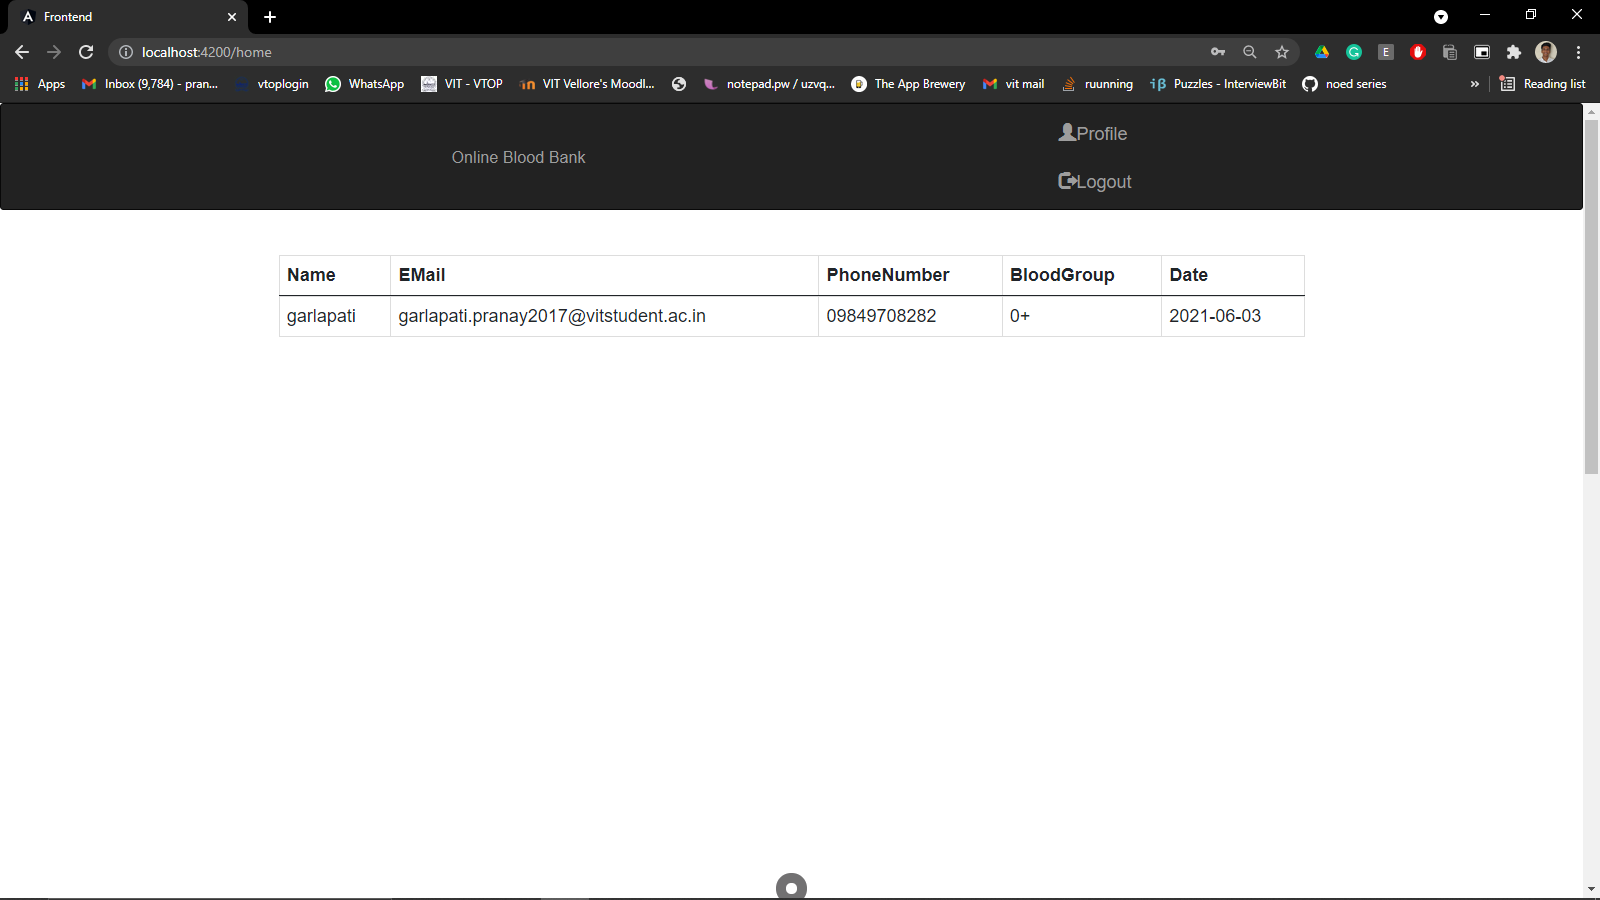 Frontend
localhost:4200/home
Apps Inbox (9,784) - pran... vtoplogin WhatsApp VIT - VTOP VIT Vellore's Moodl... notepad.pw / uzvq... The App Brewery vit mail ruunning Puzzles - InterviewBit noed series » Reading list
Profile
Online Blood Bank
Logout
Name EMail PhoneNumber BloodGroup Date
garlapati garlapati.pranay2017@vitstudent.ac.in 09849708282 0+ 2021-06-03